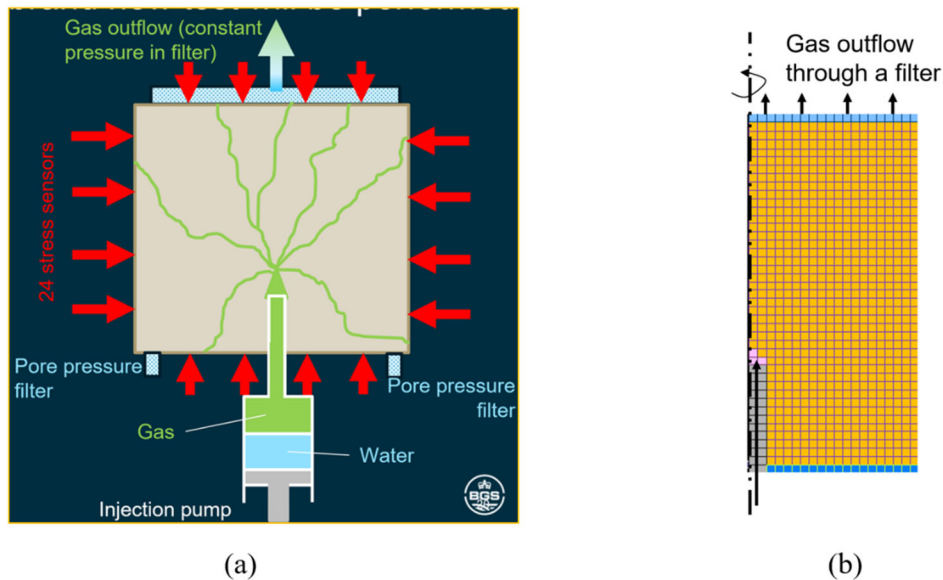 Gas outflow (constant
pressure in filter)
24 stress sensors
Pore pressure
filter
Pore pressure
filter
Gas
Water
Injection pump
BGS
(a)
Gas outflow
through a filter
(b)